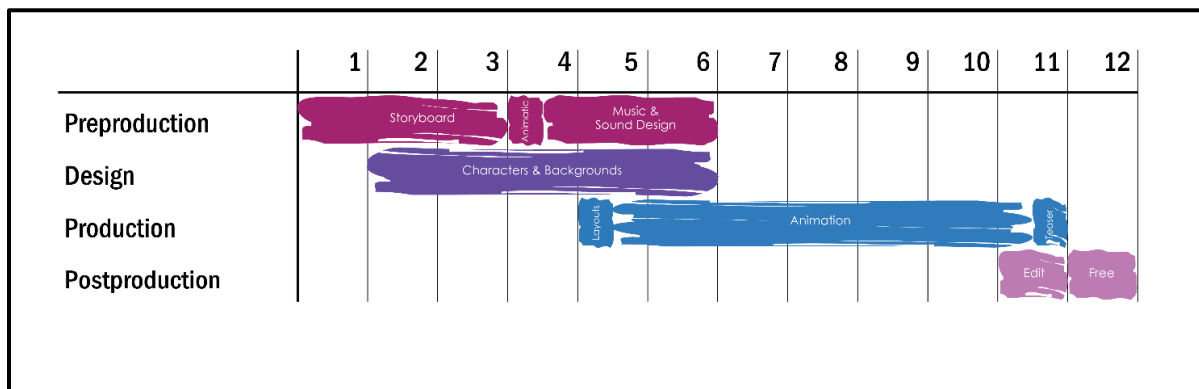 1 2 3 4 5 6 7 8 9 10 11 12
Preproduction
Storyboard
Animatic
Music &
Sound Design
Design
Characters & Backgrounds
Production
Layouts
Animation
Teaser
Postproduction
Edit
Free